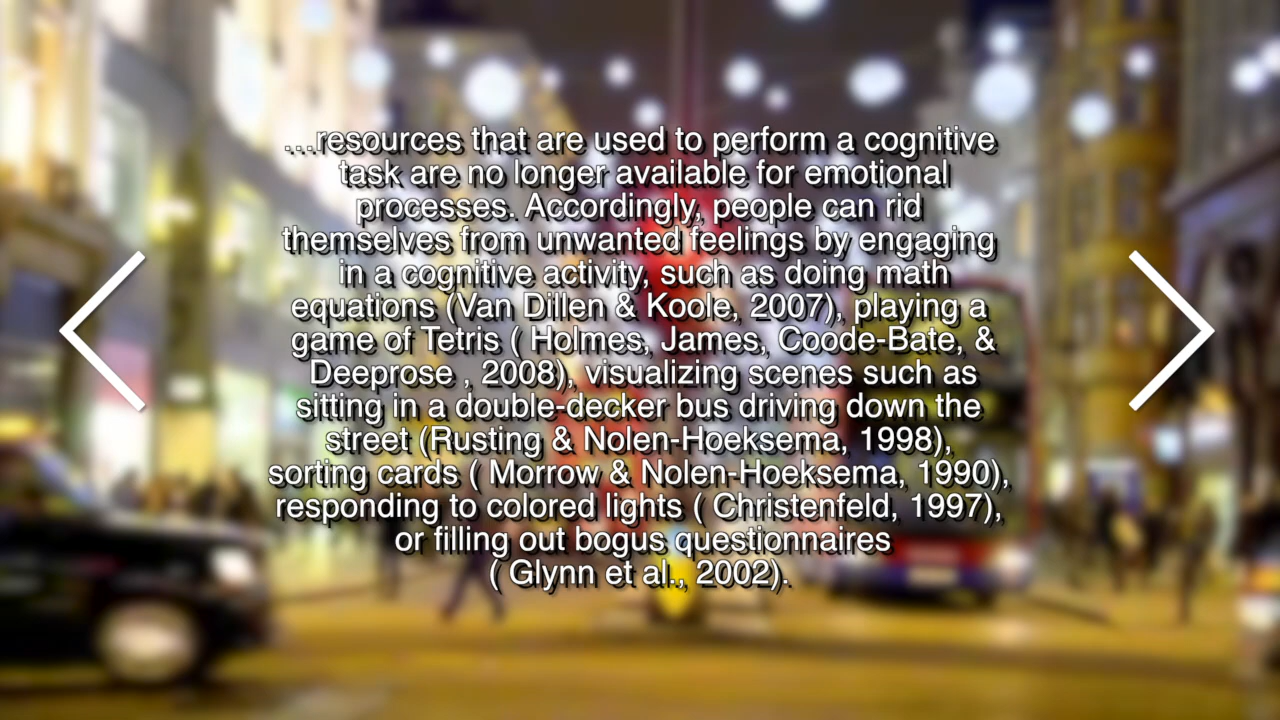 ...resources that are used to perform a cognitive
task are no longer available for emotional
processes. Accordingly, people can rid
themselves from unwanted feelings by engaging
in a cognitive activity, such as doing math
equations (Van Dillen & Koole, 2007), playing a
game of Tetris ( Holmes, James, Coode-Bate, &
Deeprose , 2008), visualizing scenes such as
sitting in a double-decker bus driving down the
street (Rusting & Nolen-Hoeksema, 1998),
sorting cards ( Morrow & Nolen-Hoeksema, 1990),
responding to colored lights ( Christenfeld, 1997),
or filling out bogus questionnaires
( Glynn et al., 2002).